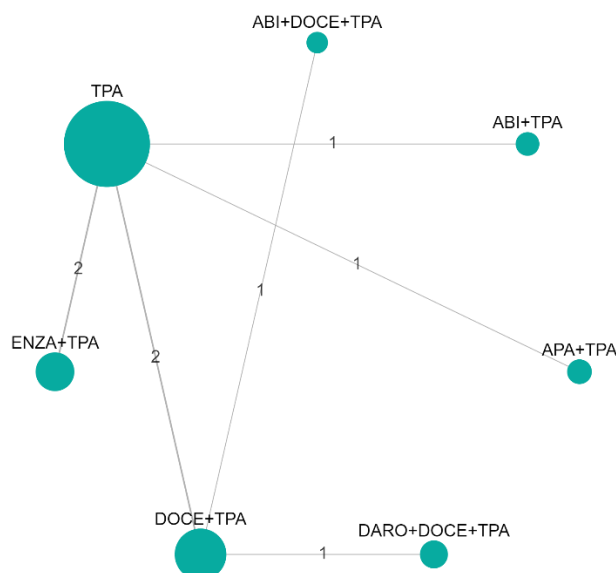 ABI+DOCE+TPA
TPA
ABI+TPA
1
1
2
1
ENZA+TPA
APA+TPA
2
DOCE+TPA
DARO+DOCE+TPA
1